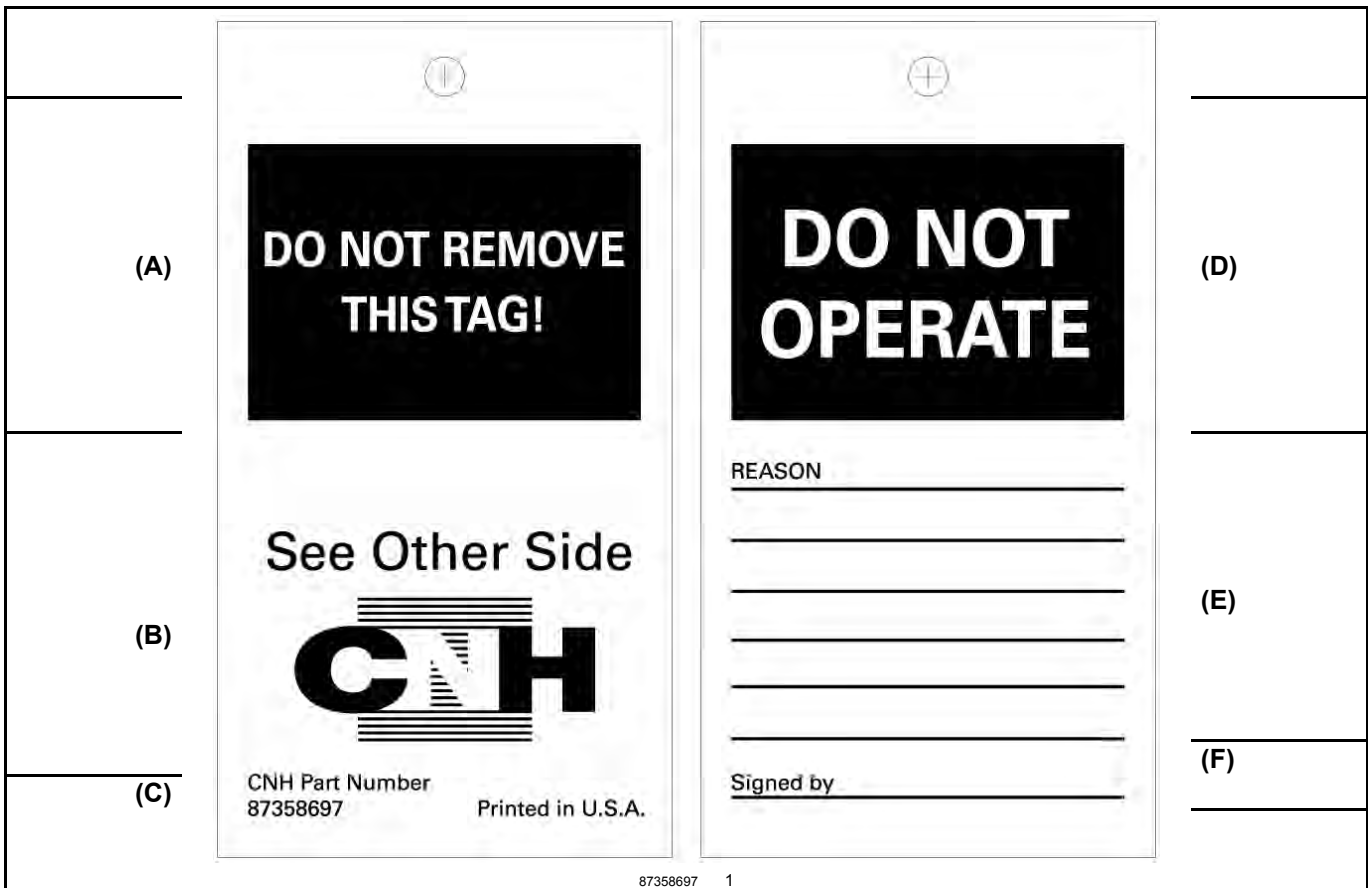 (A)
DO NOT REMOVE
THIS TAG!
(B)
See Other Side
CNH
(C)
CNH Part Number
87358697
Printed in U.S.A.
DO NOT
OPERATE
(D)
REASON
(E)
Signed by
(F)
87358697 1